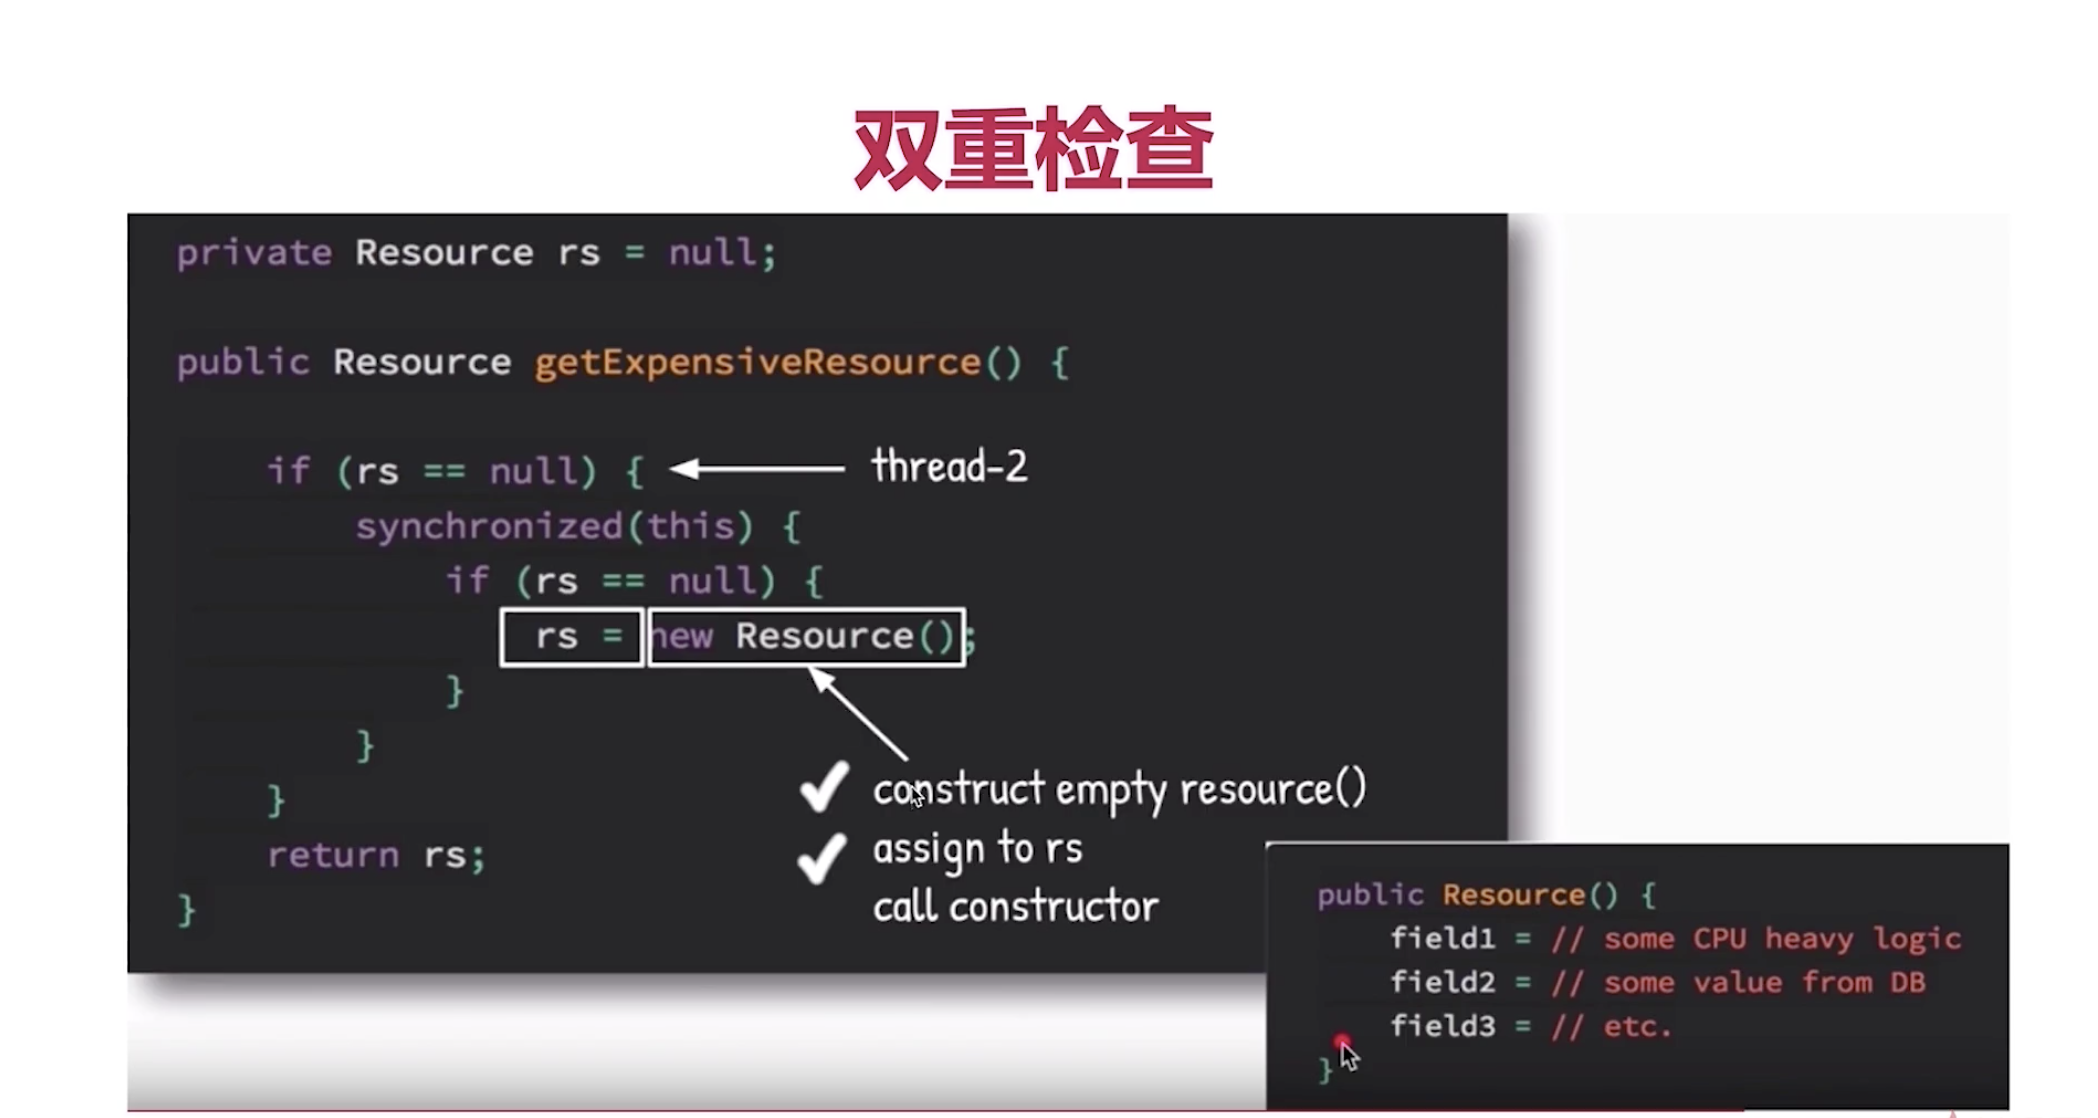 双重检查
private Resource rs = null;
public Resource getExpensiveResource() {
if (rs == null) {
thread-2
synchronized(this) {
if (rs == null) {
rs = new Resource();
}
}
}
return rs;
}
construct empty resource()
assign to rs
call constructor
public Resource() {
field1 = // some CPU heavy logic
field2 = // some value from DB
field3 = // etc.
}